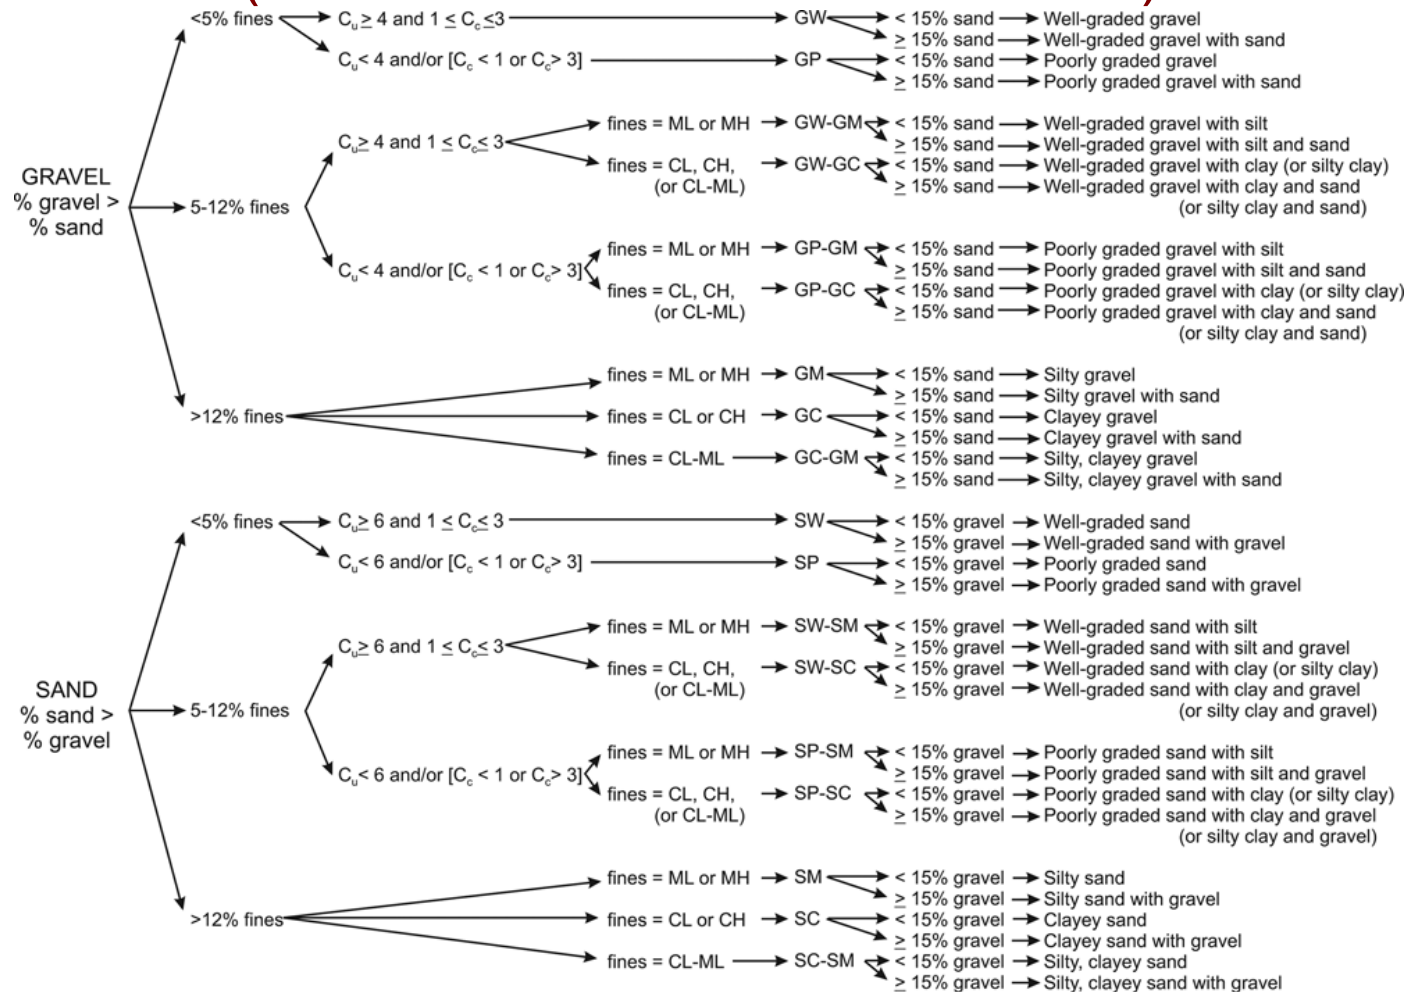 <5% fines
C_u ≥ 4 and 1 ≤ C_c ≤3
GW
< 15% sand
Well-graded gravel
≥ 15% sand
Well-graded gravel with sand
C_u< 4 and/or [C_c < 1 or C_c> 3]
GP
< 15% sand
Poorly graded gravel
≥ 15% sand
Poorly graded gravel with sand
GRAVEL
% gravel >
% sand
5-12% fines
C_u≥ 4 and 1 ≤ C_c≤ 3
fines = ML or MH
GW-GM
< 15% sand
Well-graded gravel with silt
≥ 15% sand
Well-graded gravel with silt and sand
fines = CL, CH,
(or CL-ML)
GW-GC
< 15% sand
Well-graded gravel with clay (or silty clay)
≥ 15% sand
Well-graded gravel with clay and sand
(or silty clay and sand)
C_u< 4 and/or [C_c < 1 or C_c> 3]
fines = ML or MH
GP-GM
< 15% sand
Poorly graded gravel with silt
≥ 15% sand
Poorly graded gravel with silt and sand
fines = CL, CH,
(or CL-ML)
GP-GC
< 15% sand
Poorly graded gravel with clay (or silty clay)
≥ 15% sand
Poorly graded gravel with clay and sand
(or silty clay and sand)
>12% fines
fines = ML or MH
GM
< 15% sand
Silty gravel
≥ 15% sand
Silty gravel with sand
fines = CL or CH
GC
< 15% sand
Clayey gravel
≥ 15% sand
Clayey gravel with sand
fines = CL-ML
GC-GM
< 15% sand
Silty, clayey gravel
≥ 15% sand
Silty, clayey gravel with sand
<5% fines
C_u≥ 6 and 1 ≤ C_c≤ 3
SW
< 15% gravel
Well-graded sand
≥ 15% gravel
Well-graded sand with gravel
C_u< 6 and/or [C_c < 1 or C_c> 3]
SP
< 15% gravel
Poorly graded sand
≥ 15% gravel
Poorly graded sand with gravel
SAND
% sand >
% gravel
5-12% fines
C_u≥ 6 and 1 ≤ C_c≤ 3
fines = ML or MH
SW-SM
< 15% gravel
Well-graded sand with silt
≥ 15% gravel
Well-graded sand with silt and gravel
fines = CL, CH,
(or CL-ML)
SW-SC
< 15% gravel
Well-graded sand with clay (or silty clay)
≥ 15% gravel
Well-graded sand with clay and gravel
(or silty clay and gravel)
C_u< 6 and/or [C_c < 1 or C_c> 3]
fines = ML or MH
SP-SM
< 15% gravel
Poorly graded sand with silt
≥ 15% gravel
Poorly graded sand with silt and gravel
fines = CL, CH,
(or CL-ML)
SP-SC
< 15% gravel
Poorly graded sand with clay (or silty clay)
≥ 15% gravel
Poorly graded sand with clay and gravel
(or silty clay and gravel)
>12% fines
fines = ML or MH
SM
< 15% gravel
Silty sand
≥ 15% gravel
Silty sand with gravel
fines = CL or CH
SC
< 15% gravel
Clayey sand
≥ 15% gravel
Clayey sand with gravel
fines = CL-ML
SC-SM
< 15% gravel
Silty, clayey sand
≥ 15% gravel
Silty, clayey sand with gravel